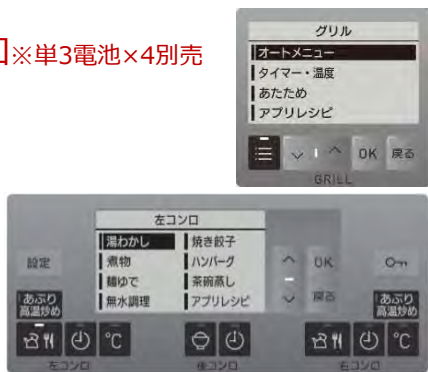 ※単3電池×4別売
グリル
オートメニュー
タイマー・温度
あたため
アプリレシピ
OK 戻る
GRILL
左コンロ
湯わかし 焼き餃子
煮物 ハンバーグ
麺ゆで 茶碗蒸し
無水調理 アプリレシピ
設定
OK
戻る
あぶり
高温炒め
あぶり
高温炒め
℃
℃
左コンロ 後コンロ 右コンロ